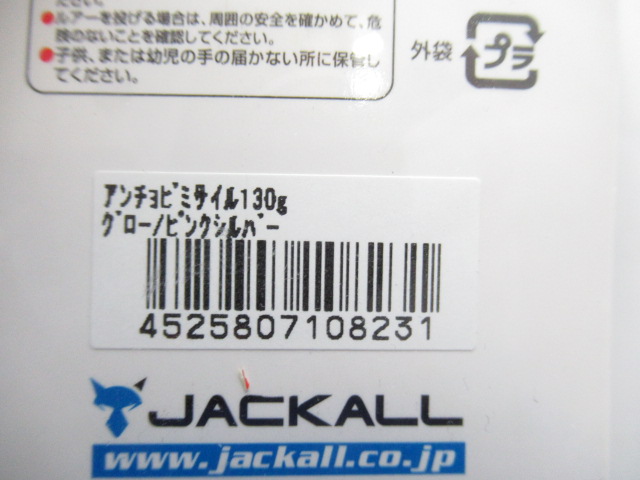 ださい。
●ルアーを投げる場合は、周囲の安全を確かめて、危
険のないことを確認してください。
●子供、または幼児の手の届かない所に保管し
てください。
外袋
プラ
ｱﾝﾁｮﾋﾞﾐｻｲﾙ130g
ｸﾞﾛｰ/ﾋﾟﾝｸｼﾙﾊﾞｰ
4525807108231
JACKALL
www.jackall.co.jp